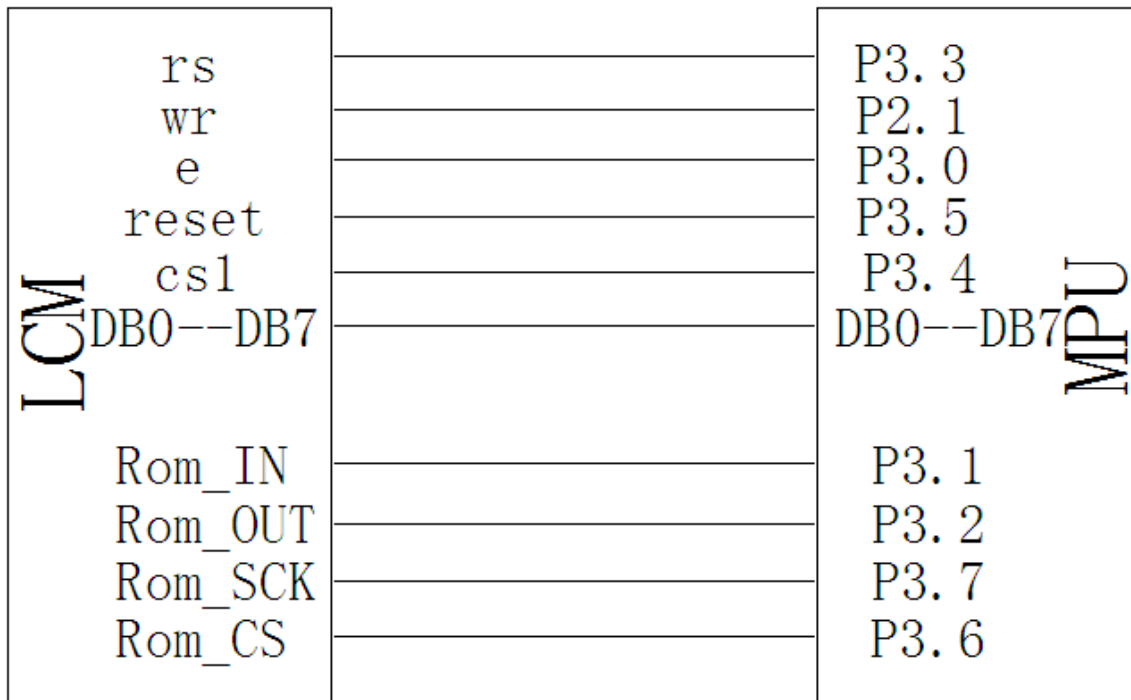 rs P3.3
wr P2.1
e P3.0
reset P3.5
cs1 P3.4
DB0--DB7 DB0--DB7
LCM MPU
Rom_IN P3.1
Rom_OUT P3.2
Rom_SCK P3.7
Rom_CS P3.6